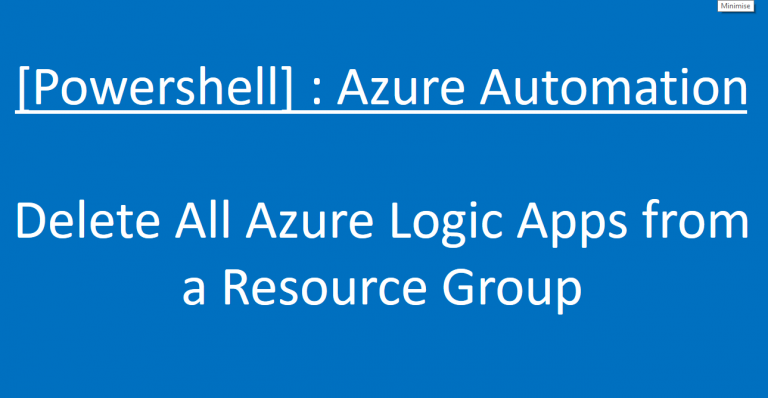 Minimise
[Powershell] : Azure Automation
Delete All Azure Logic Apps from
a Resource Group